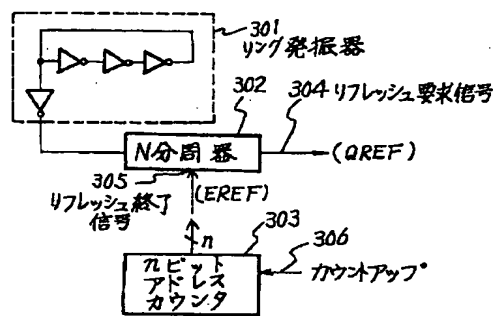 301
リング発振器
302
304 リフレッシュ要求信号
N分周器
(QREF)
305
リフレッシュ終了
信号
(EREF)
n
303
nビット
アドレス
カウンタ
306
カウントアップ